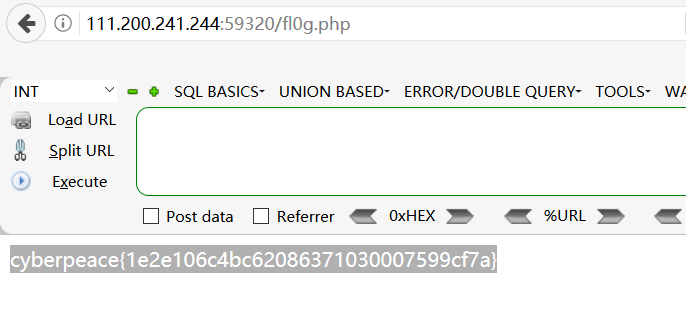 111.200.241.244:59320/fl0g.php
INT SQL BASICS UNION BASED ERROR/DOUBLE QUERY TOOLS WA
Load URL
Split URL
Execute
Post data Referrer 0xHEX %URL
cyberpeace{1e2e106c4bc62086371030007599cf7a}